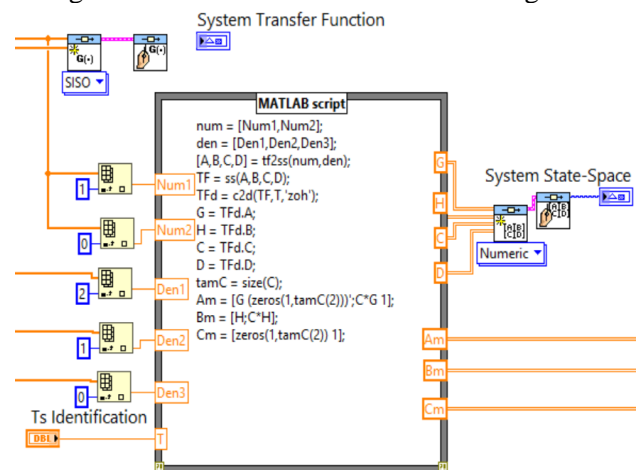 System Transfer Function
G(·)
G(·)
SISO
MATLAB script
num = [Num1,Num2];
den = [Den1,Den2,Den3];
[A,B,C,D] = tf2ss(num,den);
TF = ss(A,B,C,D);
TFd = c2d(TF,T,'zoh');
G = TFd.A;
H = TFd.B;
C = TFd.C;
D = TFd.D;
tamC = size(C);
Am = [G (zeros(1,tamC(2)))';C*G 1];
Bm = [H;C*H];
Cm = [zeros(1,tamC(2)) 1];
1
Num1
0
Num2
2
Den1
1
Den2
0
Den3
Ts Identification
DBL
T
G
H
C
D
System State-Space
[A|B]
[C|D]
[A|B]
[C|D]
Numeric
Am
Bm
Cm